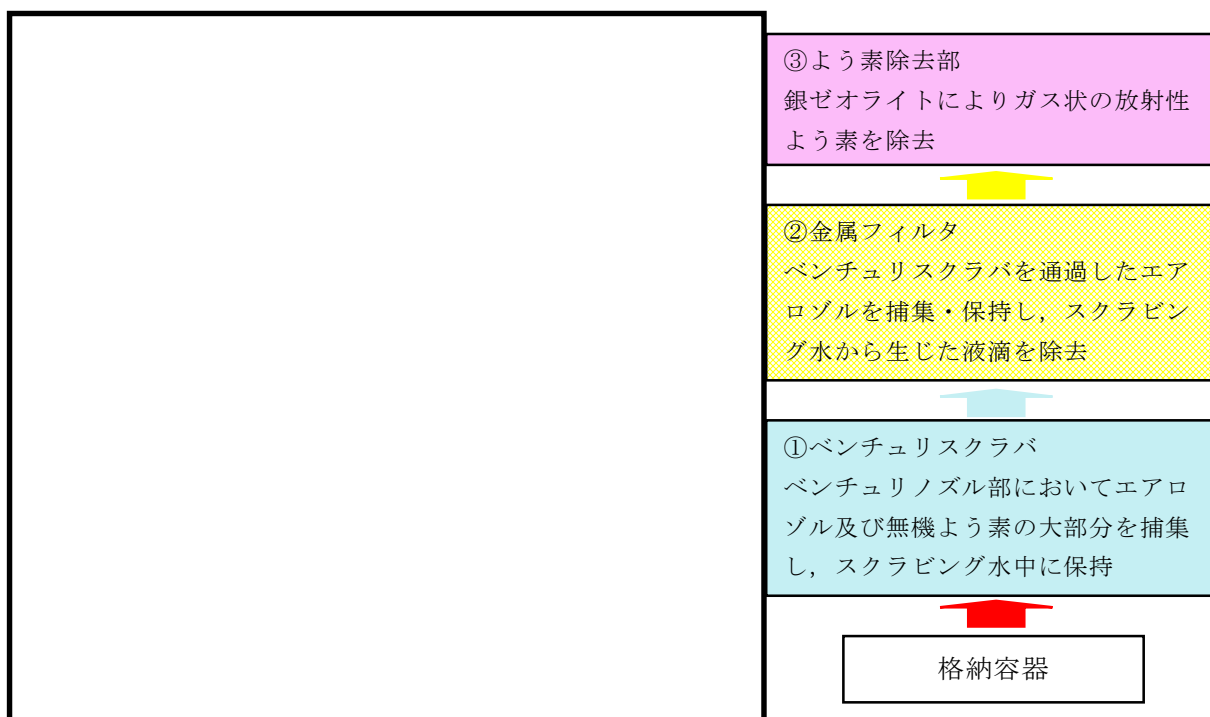 ③よう素除去部
銀ゼオライトによりガス状の放射性
よう素を除去
②金属フィルタ
ベンチュリスクラバを通過したエア
ロゾルを捕集・保持し，スクラビン
グ水から生じた液滴を除去
①ベンチュリスクラバ
ベンチュリノズル部においてエアロ
ゾル及び無機よう素の大部分を捕集
し，スクラビング水中に保持
格納容器